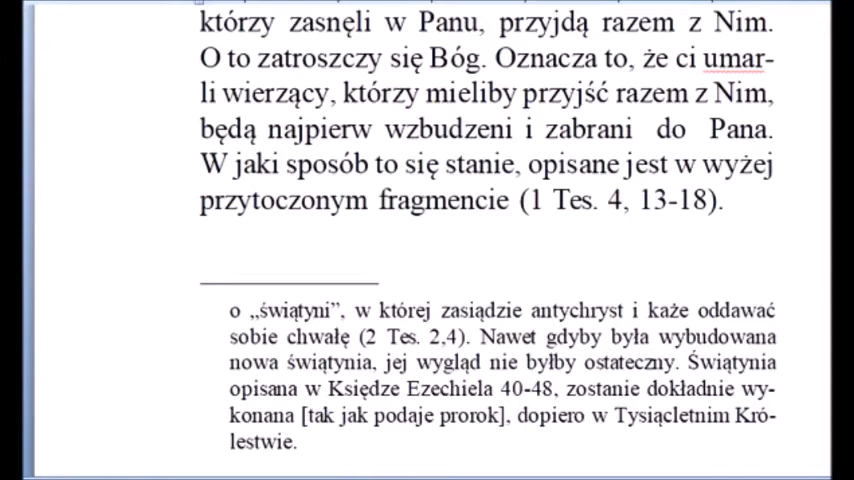 którzy zasnęli w Panu, przyjdą razem z Nim.
O to zatroszczy się Bóg. Oznacza to, że ci umar-
li wierzący, którzy mieliby przyjść razem z Nim,
będą najpierw wzbudzeni i zabrani do Pana.
W jaki sposób to się stanie, opisane jest w wyżej
przytoczonym fragmencie (1 Tes. 4, 13-18).
o „świątyni”, w której zasiądzie antychryst i każe oddawać
sobie chwałę (2 Tes. 2,4). Nawet gdyby była wybudowana
nowa świątynia, jej wygląd nie byłby ostateczny. Świątynia
opisana w Księdze Ezechiela 40-48, zostanie dokładnie wy-
konana [tak jak podaje prorok], dopiero w Tysiącletnim Kró-
lestwie.